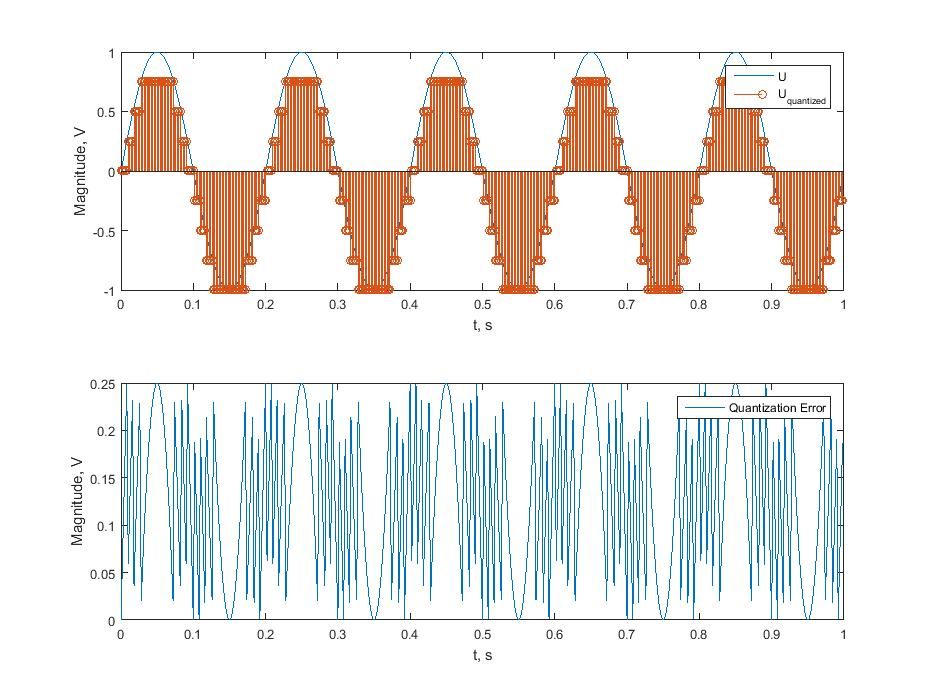 1
0.5
0
-0.5
-1
Magnitude, V
U
U quantized
0 0.1 0.2 0.3 0.4 0.5 0.6 0.7 0.8 0.9 1
t, s
0.25
0.2
0.15
0.1
0.05
0
Magnitude, V
Quantization Error
0 0.1 0.2 0.3 0.4 0.5 0.6 0.7 0.8 0.9 1
t, s